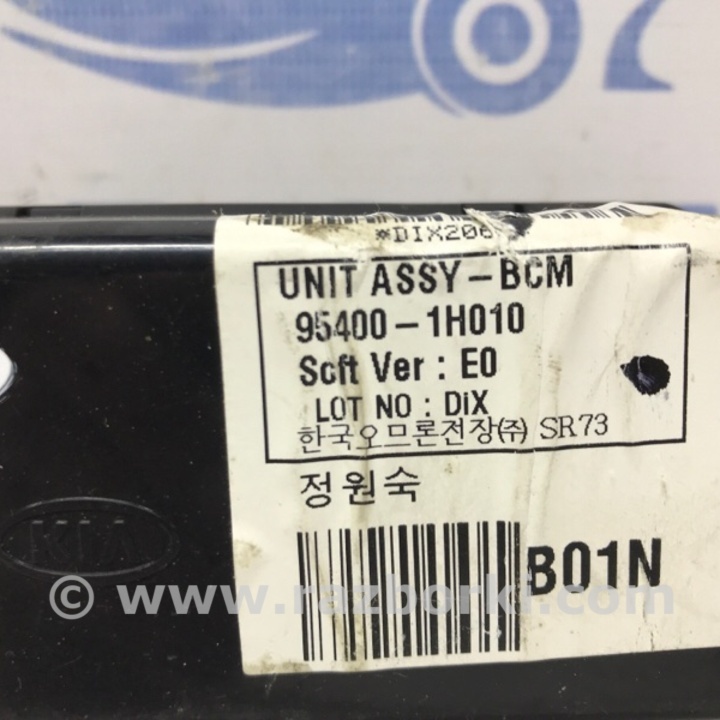 *DIX206
UNIT ASSY-BCM
95400-1H010
Soft Ver : E0
LOT NO : DiX
한국오므론전장㈜ SR73
정원숙
B01N
KIA
© www.razborki.com